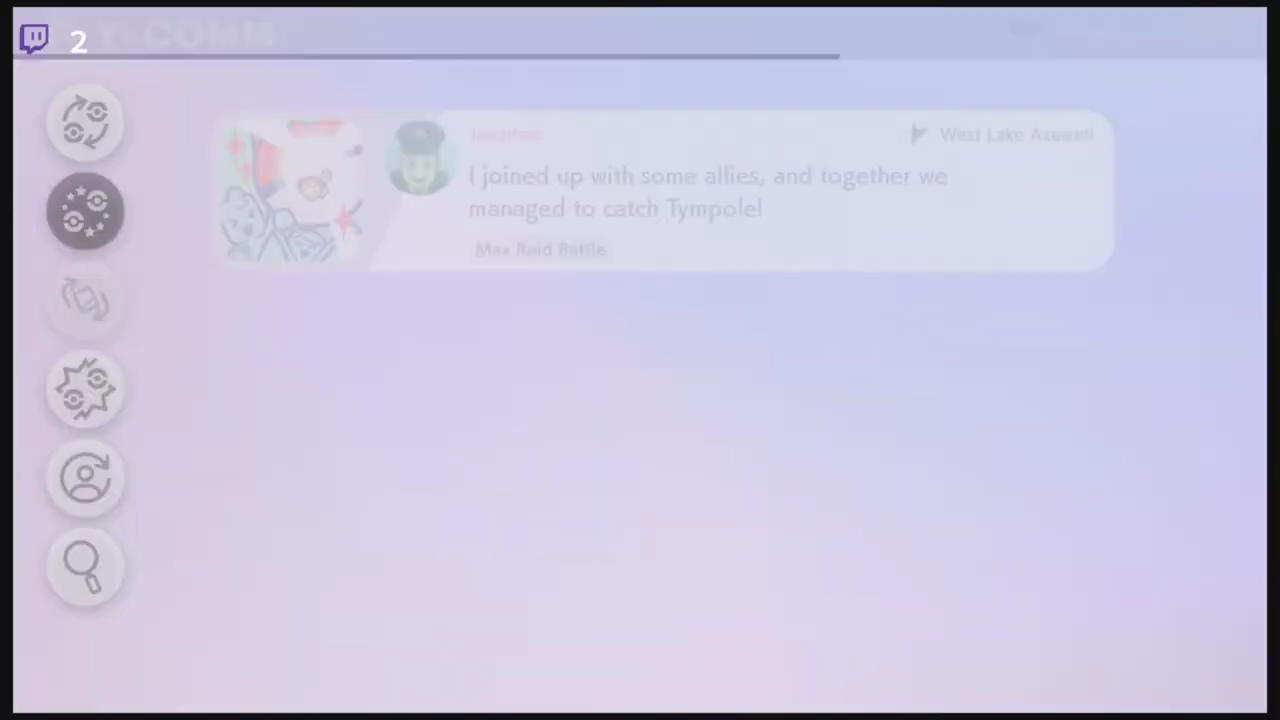 Y-COMM
2
West Lake Axewell
I joined up with some allies, and together we
managed to catch Tympole!
Max Raid Battle